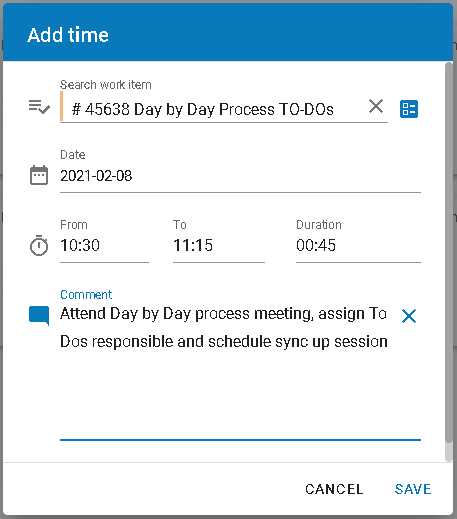 Add time
Search work item
# 45638 Day by Day Process TO-DOs
Date
2021-02-08
From To Duration
10:30 11:15 00:45
Comment
Attend Day by Day process meeting, assign To
Dos responsible and schedule sync up session
CANCEL SAVE